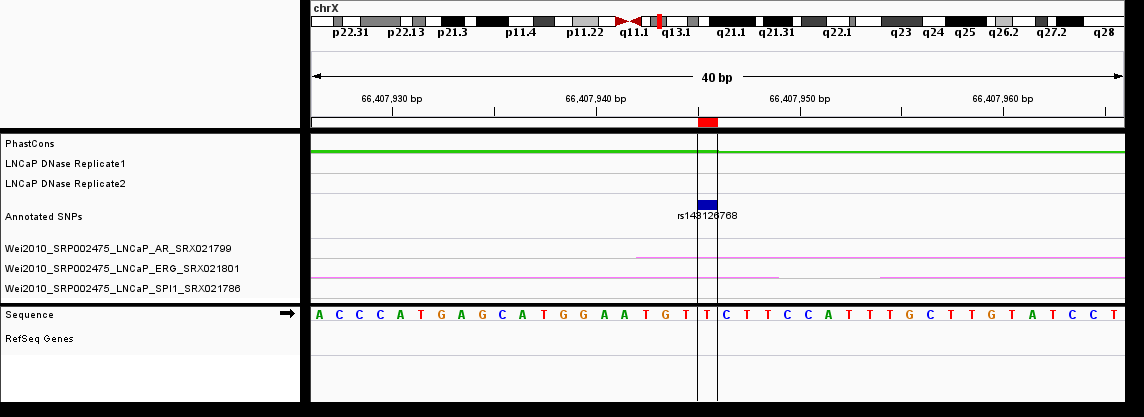 chrX
p22.31 p22.13 p21.3 p11.4 p11.22 q11.1 q13.1 q21.1 q21.31 q22.1 q23 q24 q25 q26.2 q27.2 q28
40 bp
66,407,930 bp 66,407,940 bp 66,407,950 bp 66,407,960 bp
PhastCons
LNCaP DNase Replicate1
LNCaP DNase Replicate2
Annotated SNPs
rs143126768
Wei2010_SRP002475_LNCaP_AR_SRX021799
Wei2010_SRP002475_LNCaP_ERG_SRX021801
Wei2010_SRP002475_LNCaP_SPI1_SRX021786
Sequence A C C C A T G A G C A T G G A A T G T T C T T C C A T T T G C T T G T A T C C T
RefSeq Genes